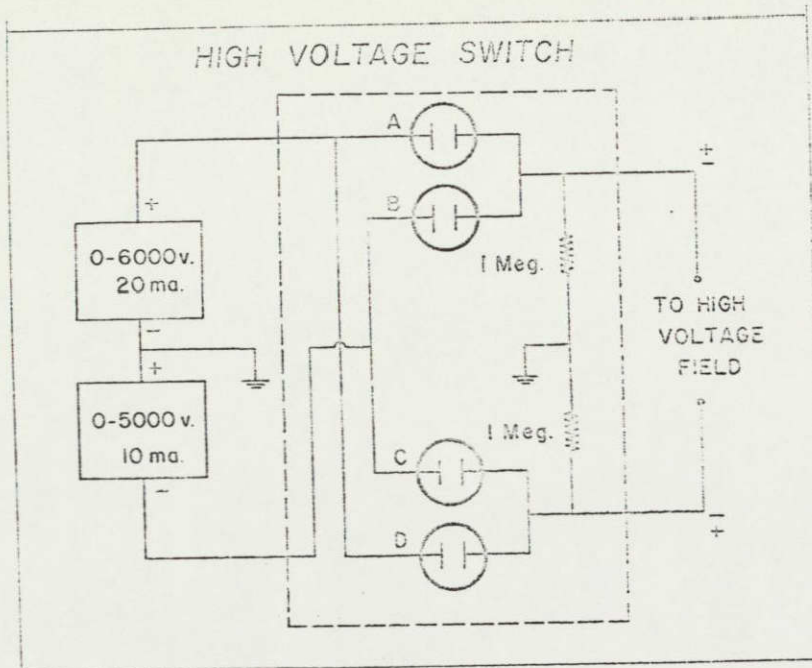 HIGH VOLTAGE SWITCH
A
+
+
−
B
+
0-6000 v.
20 ma.
1 Meg.
−
TO HIGH
VOLTAGE
FIELD
+
0-5000 v.
10 ma.
1 Meg.
C
−
−
+
D